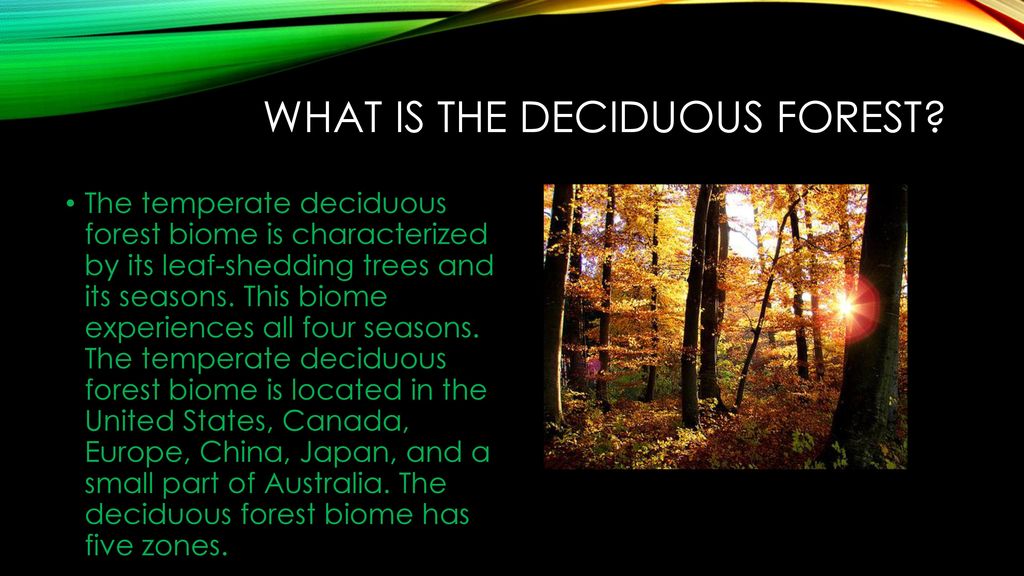 WHAT IS THE DECIDUOUS FOREST?
• The temperate deciduous
forest biome is characterized
by its leaf-shedding trees and
its seasons. This biome
experiences all four seasons.
The temperate deciduous
forest biome is located in the
United States, Canada,
Europe, China, Japan, and a
small part of Australia. The
deciduous forest biome has
five zones.